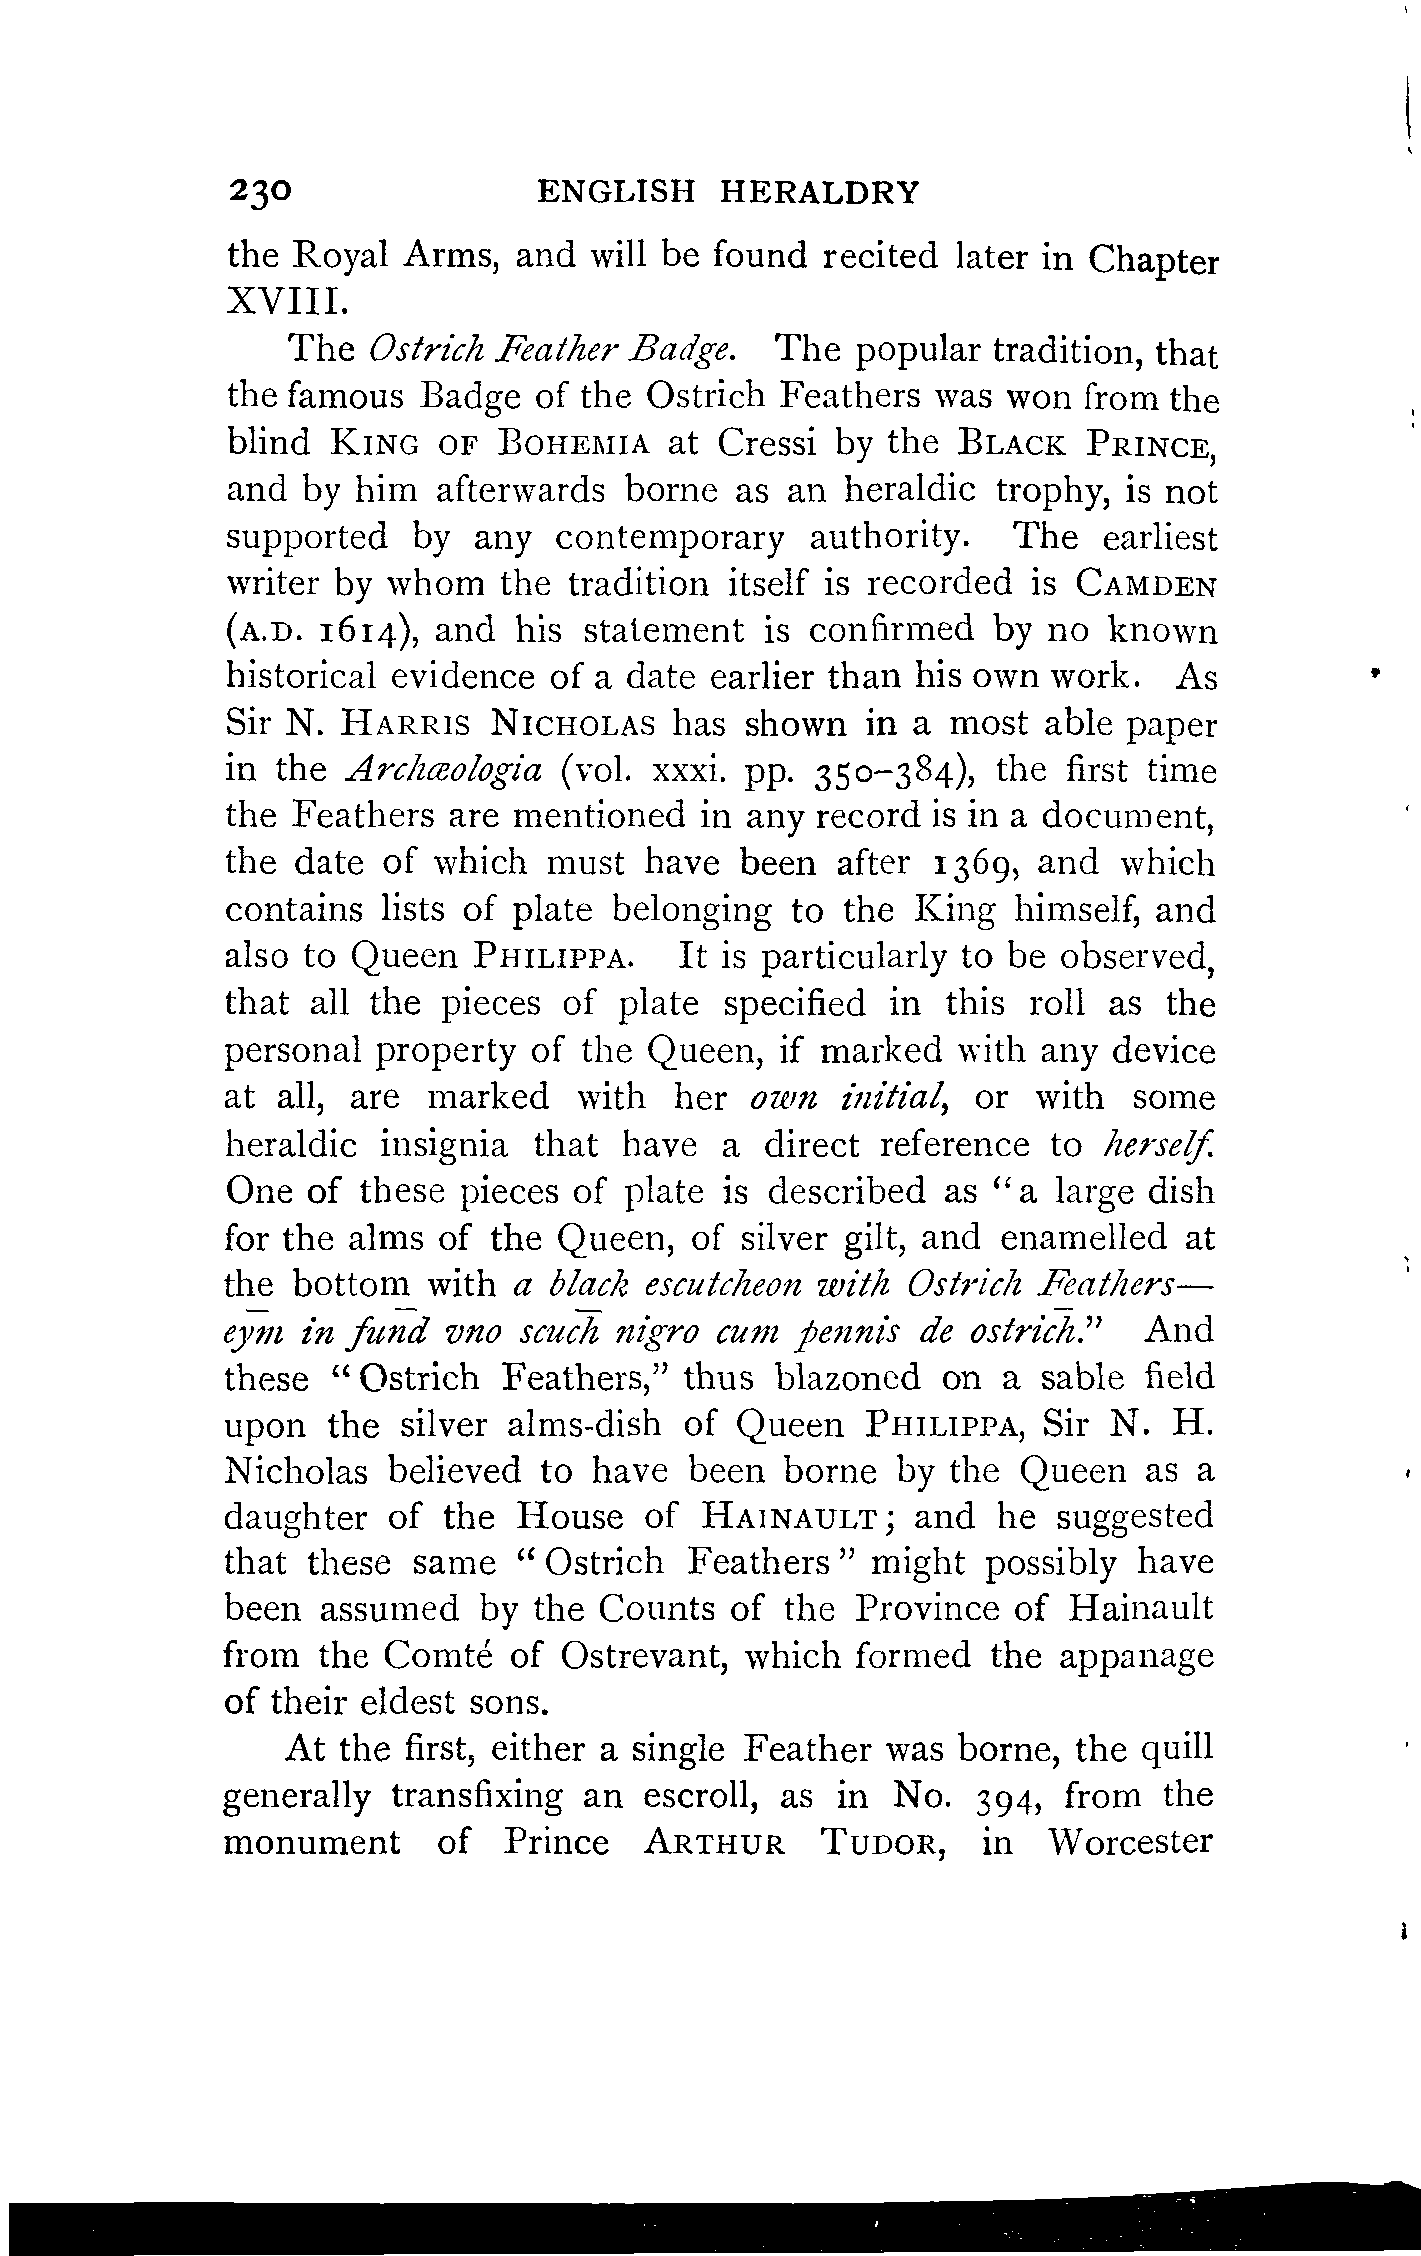 230 ENGLISH HERALDRY
the Royal Arms, and will be found recited later in Chapter
XVIII.
The Ostrich Feather Badge. The popular tradition, that
the famous Badge of the Ostrich Feathers was won from the
blind KING OF BOHEMIA at Cressi by the BLACK PRINCE,
and by him afterwards borne as an heraldic trophy, is not
supported by any contemporary authority. The earliest
writer by whom the tradition itself is recorded is CAMDEN
(A.D. 1614), and his statement is confirmed by no known
historical evidence of a date earlier than his own work. As
Sir N. HARRIS NICHOLAS has shown in a most able paper
in the Archæologia (vol. xxxi. pp. 350–384), the first time
the Feathers are mentioned in any record is in a document,
the date of which must have been after 1369, and which
contains lists of plate belonging to the King himself, and
also to Queen PHILIPPA. It is particularly to be observed,
that all the pieces of plate specified in this roll as the
personal property of the Queen, if marked with any device
at all, are marked with her own initial, or with some
heraldic insignia that have a direct reference to herself.
One of these pieces of plate is described as “a large dish
for the alms of the Queen, of silver gilt, and enamelled at
the bottom with a black escutcheon with Ostrich Feathers—
eym̄ in fund̄ vno scuch̄ nigro cum pennis de ostrich̄.” And
these “Ostrich Feathers,” thus blazoned on a sable field
upon the silver alms-dish of Queen PHILIPPA, Sir N. H.
Nicholas believed to have been borne by the Queen as a
daughter of the House of HAINAULT; and he suggested
that these same “Ostrich Feathers” might possibly have
been assumed by the Counts of the Province of Hainault
from the Comté of Ostrevant, which formed the appanage
of their eldest sons.
At the first, either a single Feather was borne, the quill
generally transfixing an escroll, as in No. 394, from the
monument of Prince ARTHUR TUDOR, in Worcester